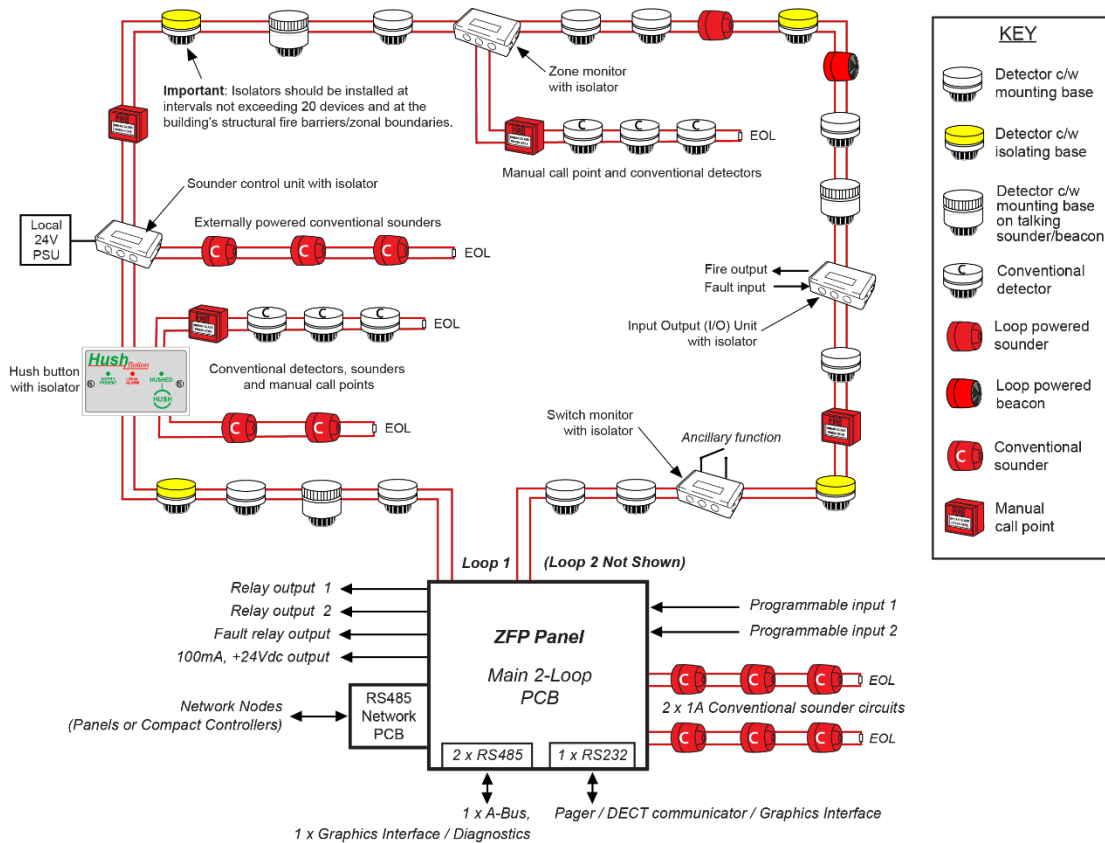 Zone monitor
with isolator
Important: Isolators should be installed at
intervals not exceeding 20 devices and at the
building's structural fire barriers/zonal
boundaries.
EOL
Manual call point and conventional detectors
Sounder control unit with isolator
Local
24V
PSU
Externally powered conventional sounders
C
C
C
EOL
Fire output
Fault input
Input Output (I/O) Unit
with isolator
C
C
C
EOL
Conventional detectors, sounders
and manual call points
Hush button
with isolator
Hush
Button
SUPPLY
PRESENT
LOCAL
ALARM
HUSHED
HUSH
C
C
EOL
Switch monitor
with isolator
Ancillary function
Loop 1
(Loop 2 Not Shown)
Relay output 1
Relay output 2
Fault relay output
100mA, +24Vdc output
Network Nodes
(Panels or Compact Controllers)
RS485
Network
PCB
ZFP Panel
Main 2-Loop
PCB
2 x RS485
1 x RS232
Programmable input 1
Programmable input 2
C
C
C
EOL
2 x 1A Conventional sounder circuits
C
C
C
EOL
1 x A-Bus,
1 x Graphics Interface / Diagnostics
Pager / DECT communicator / Graphics Interface
KEY
Detector c/w
mounting base
Detector c/w
isolating base
Detector c/w
mounting base
on talking
sounder/beacon
C
Conventional
detector
Loop powered
sounder
Loop powered
beacon
C
Conventional
sounder
FIRE
Manual
call point